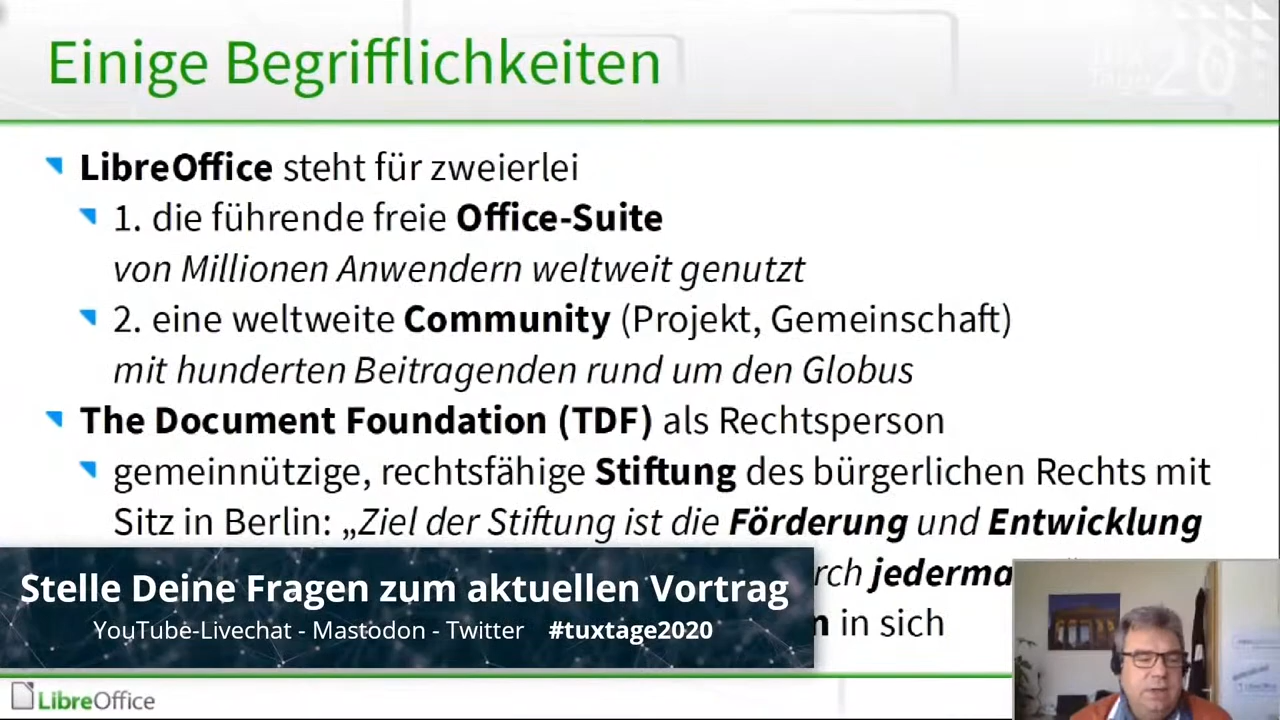 Einige Begrifflichkeiten
LibreOffice steht für zweierlei
1. die führende freie Office-Suite
von Millionen Anwendern weltweit genutzt
2. eine weltweite Community (Projekt, Gemeinschaft)
mit hunderten Beitragenden rund um den Globus
The Document Foundation (TDF) als Rechtsperson
gemeinnützige, rechtsfähige Stiftung des bürgerlichen Rechts mit
Sitz in Berlin: „Ziel der Stiftung ist die Förderung und Entwicklung
in sich
Stelle Deine Fragen zum aktuellen Vortrag
YouTube-Livechat - Mastodon - Twitter #tuxtage2020
LibreOffice